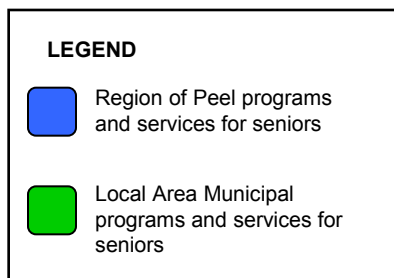 LEGEND
Region of Peel programs
and services for seniors
Local Area Municipal
programs and services for
seniors